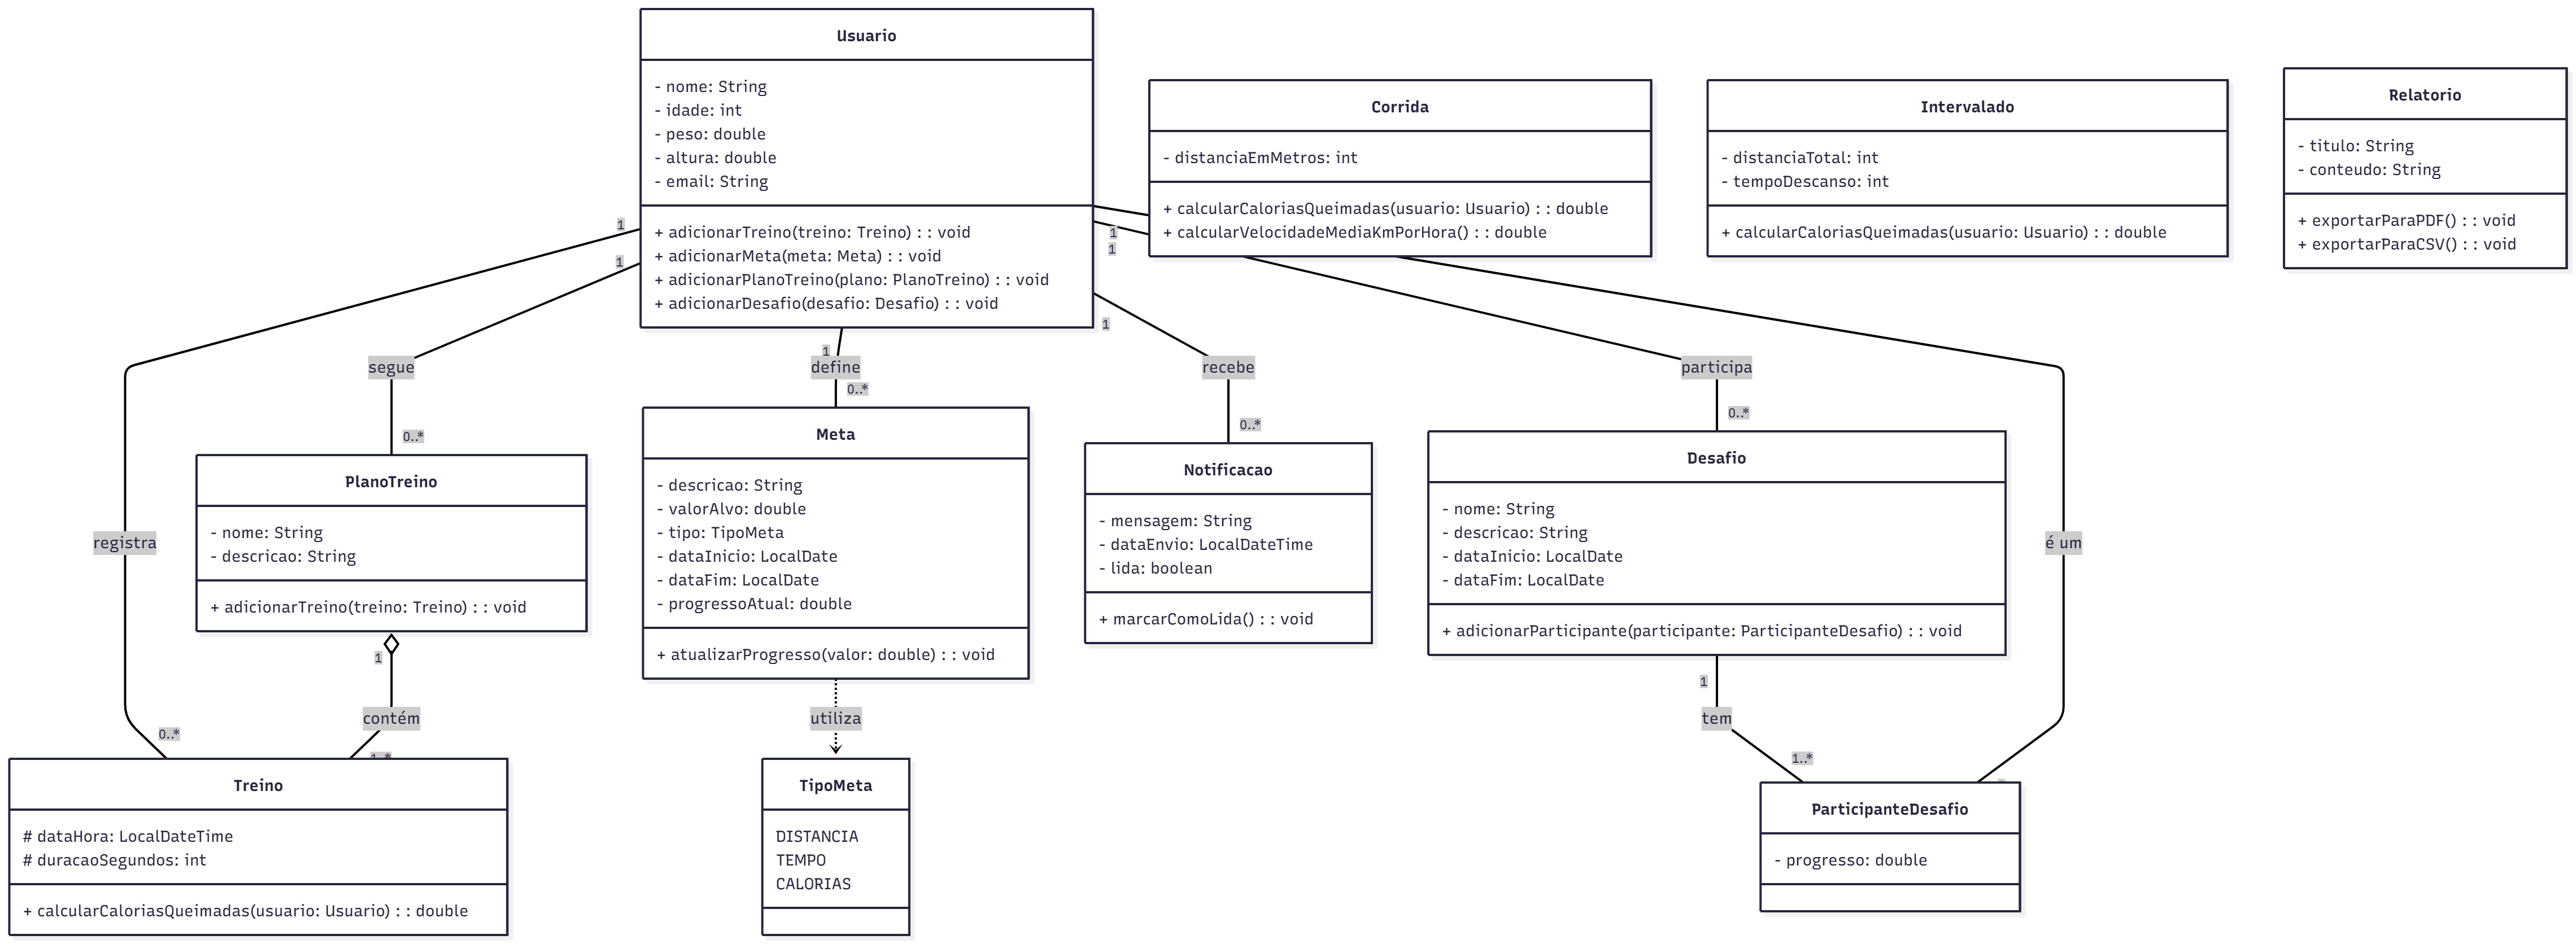 Usuario
- nome: String
- idade: int
- peso: double
- altura: double
- email: String
+ adicionarTreino(treino: Treino) : : void
+ adicionarMeta(meta: Meta) : : void
+ adicionarPlanoTreino(plano: PlanoTreino) : : void
+ adicionarDesafio(desafio: Desafio) : : void
Corrida
- distanciaEmMetros: int
+ calcularCaloriasQueimadas(usuario: Usuario) : : double
+ calcularVelocidadeMediaKmPorHora() : : double
Intervalado
- distanciaTotal: int
- tempoDescanso: int
+ calcularCaloriasQueimadas(usuario: Usuario) : : double
Relatorio
- titulo: String
- conteudo: String
+ exportarParaPDF() : : void
+ exportarParaCSV() : : void
1
1
1
1
1
1
segue
define
recebe
participa
0..*
0..*
0..*
0..*
registra
é um
PlanoTreino
- nome: String
- descricao: String
+ adicionarTreino(treino: Treino) : : void
Meta
- descricao: String
- valorAlvo: double
- tipo: TipoMeta
- dataInicio: LocalDate
- dataFim: LocalDate
- progressoAtual: double
+ atualizarProgresso(valor: double) : : void
Notificacao
- mensagem: String
- dataEnvio: LocalDateTime
- lida: boolean
+ marcarComoLida() : : void
Desafio
- nome: String
- descricao: String
- dataInicio: LocalDate
- dataFim: LocalDate
+ adicionarParticipante(participante: ParticipanteDesafio) : : void
1
1
contém
utiliza
tem
0..*
1..*
1..*
Treino
# dataHora: LocalDateTime
# duracaoSegundos: int
+ calcularCaloriasQueimadas(usuario: Usuario) : : double
TipoMeta
DISTANCIA
TEMPO
CALORIAS
ParticipanteDesafio
- progresso: double